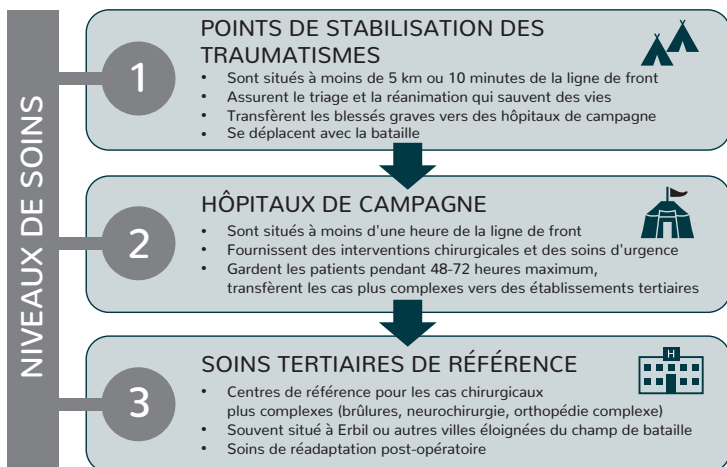 NIVEAUX DE SOINS
1
POINTS DE STABILISATION DES
TRAUMATISMES
• Sont situés à moins de 5 km ou 10 minutes de la ligne de front
• Assurent le triage et la réanimation qui sauvent des vies
• Transfèrent les blessés graves vers des hôpitaux de campagne
• Se déplacent avec la bataille
2
HÔPITAUX DE CAMPAGNE
• Sont situés à moins d'une heure de la ligne de front
• Fournissent des interventions chirurgicales et des soins d'urgence
• Gardent les patients pendant 48-72 heures maximum,
transfèrent les cas plus complexes vers des établissements tertiaires
3
SOINS TERTIAIRES DE RÉFÉRENCE
H
• Centres de référence pour les cas chirurgicaux
plus complexes (brûlures, neurochirurgie, orthopédie complexe)
• Souvent situé à Erbil ou autres villes éloignées du champ de bataille
• Soins de réadaptation post-opératoire